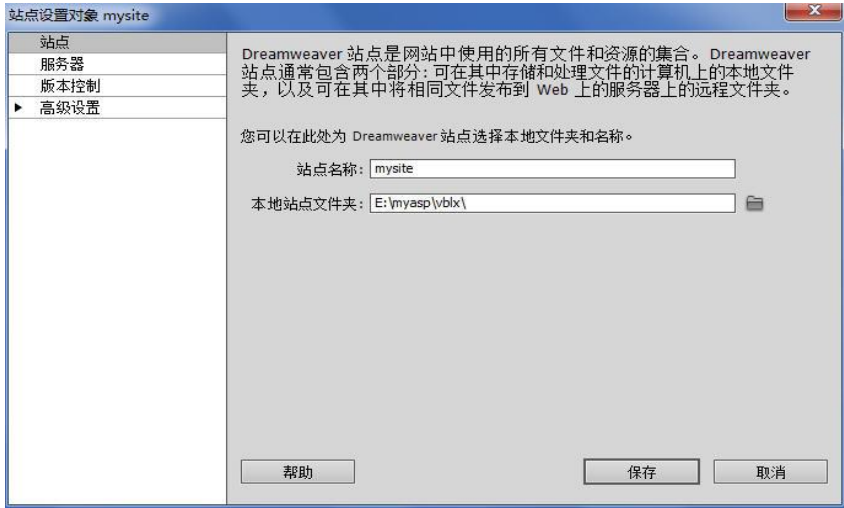 站点设置对象 mysite
站点
服务器
版本控制
高级设置
Dreamweaver 站点是网站中使用的所有文件和资源的集合。Dreamweaver
站点通常包含两个部分:可在其中存储和处理文件的计算机上的本地文件
夹,以及可在其中将相同文件发布到 Web 上的服务器上的远程文件夹。
您可以在此处为 Dreamweaver 站点选择本地文件夹和名称。
站点名称: mysite
本地站点文件夹: E:\myasp\vblx\
帮助 保存 取消